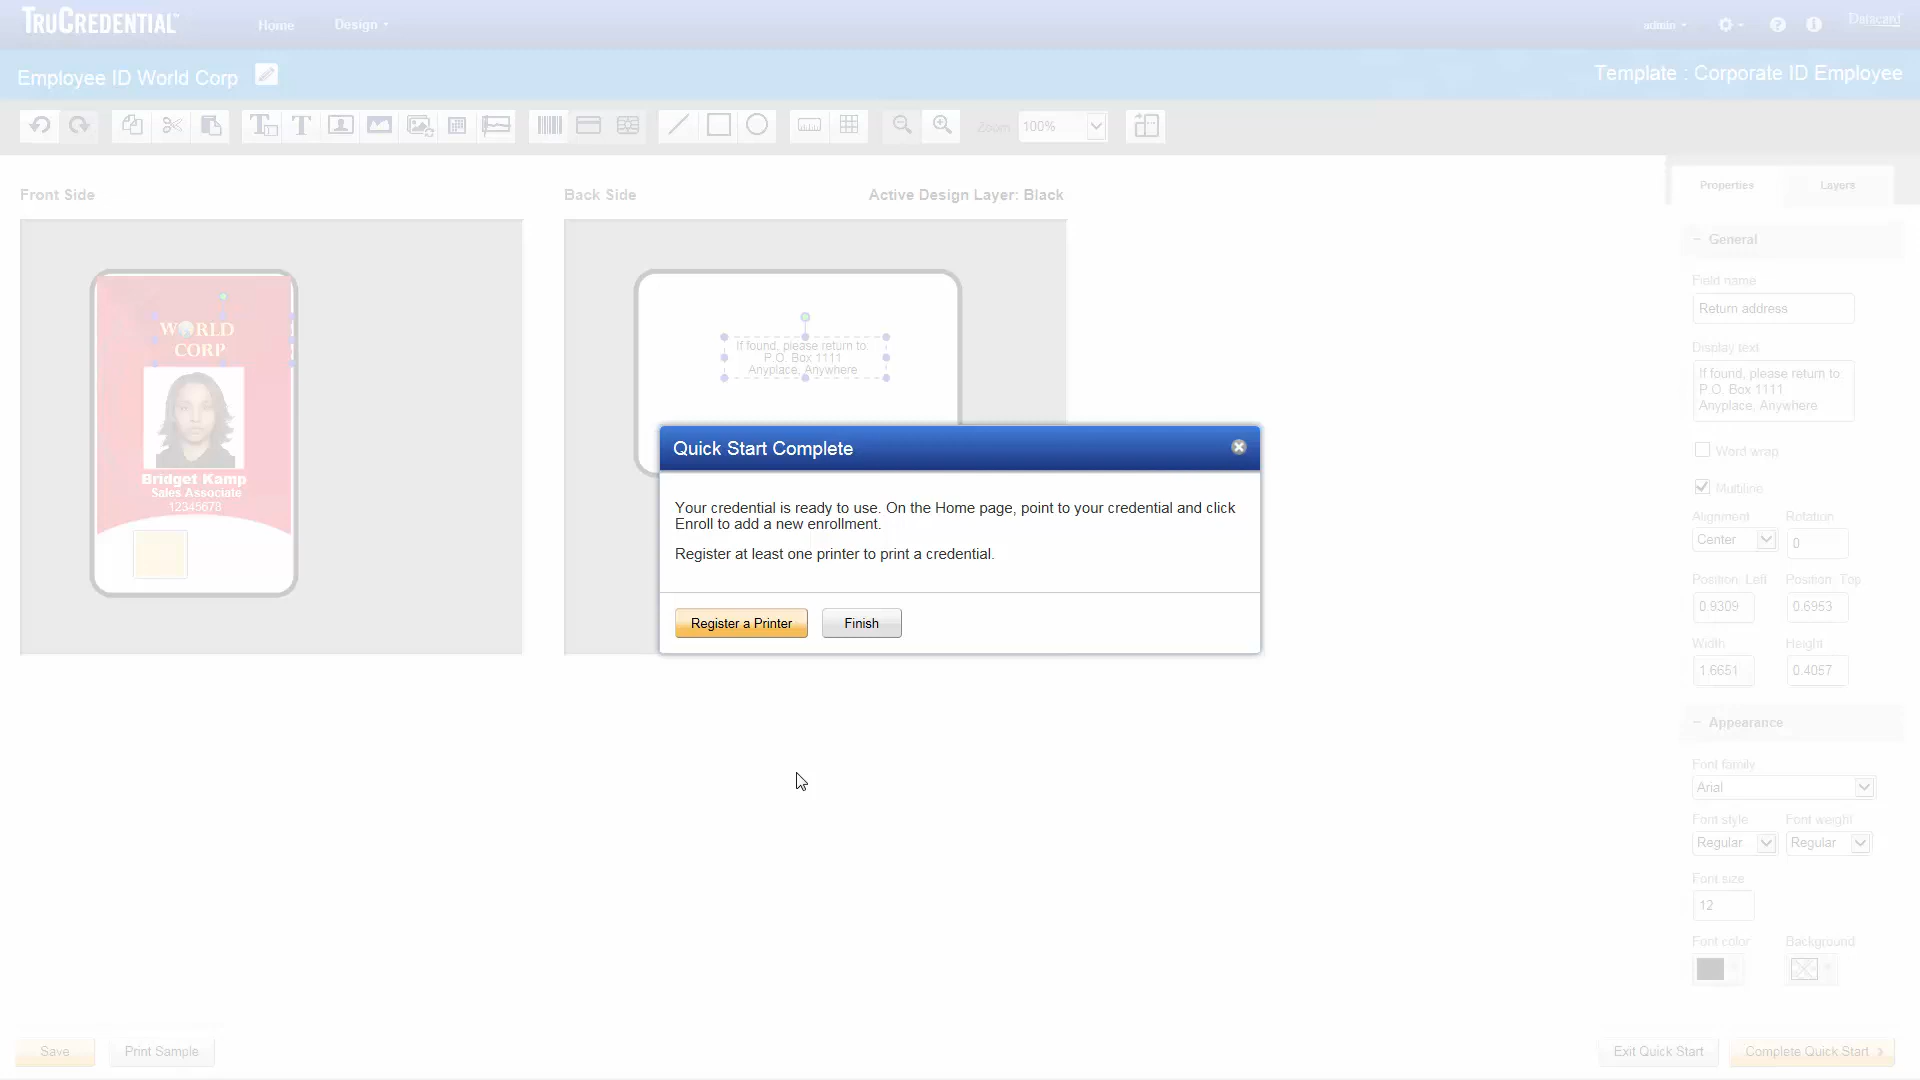 TRUCREDENTIAL™
Home
Design
admin
Datacard
Employee ID World Corp
Template : Corporate ID Employee
Zoom
100%
Front Side
Back Side
Active Design Layer: Black
WORLD
CORP
Bridget Kamp
Sales Associate
12345678
If found, please return to:
P.O. Box 1111
Anyplace, Anywhere
Quick Start Complete
Your credential is ready to use. On the Home page, point to your credential and click
Enroll to add a new enrollment.
Register at least one printer to print a credential.
Register a Printer
Finish
Properties
Layers
General
Field name
Return address
Display text
If found, please return to:
P.O. Box 1111
Anyplace, Anywhere
Word wrap
Multiline
Alignment
Rotation
Center
0
Position: Left
Position: Top
0.9309
0.6953
Width
Height
1.6651
0.4057
Appearance
Font family
Arial
Font style
Font weight
Regular
Regular
Font size
12
Font color
Background
Save
Print Sample
Exit Quick Start
Complete Quick Start